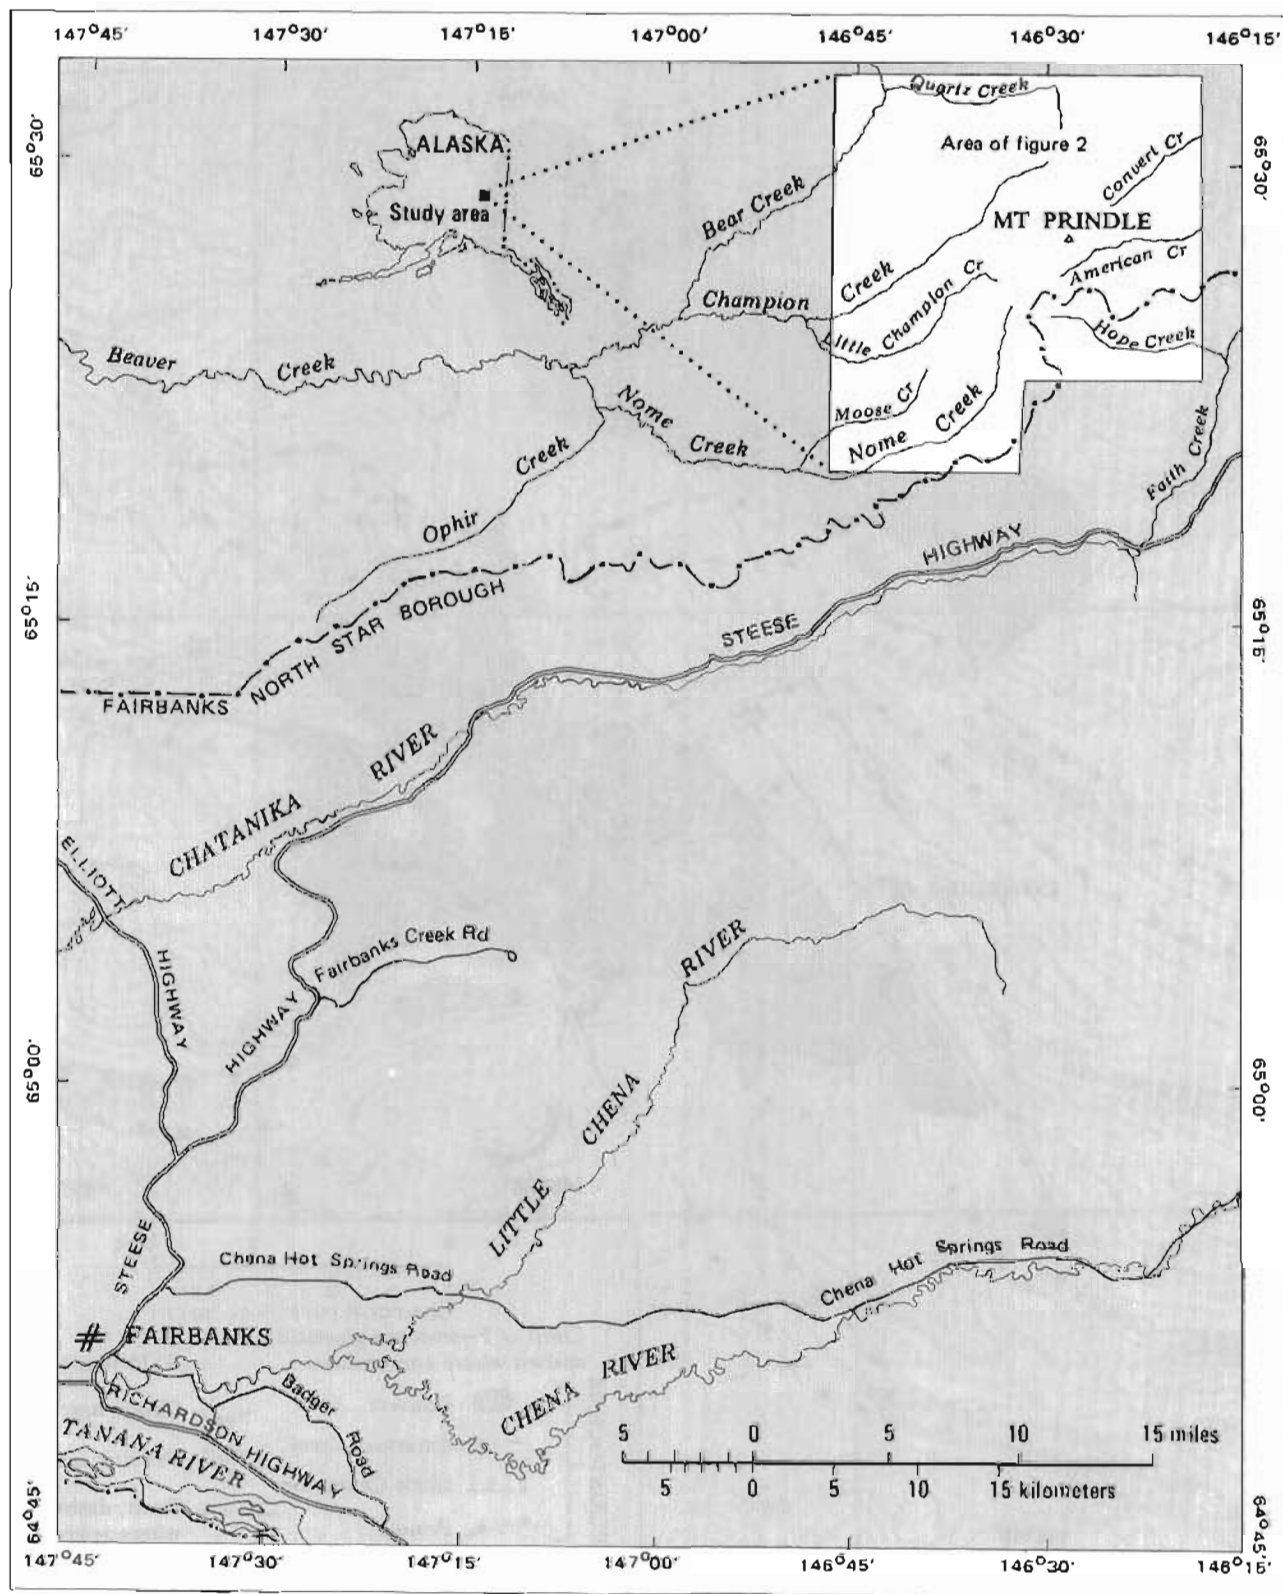 147°45' 147°30' 147°15' 147°00' 146°45' 146°30' 146°15'
65°30'
65°30'
ALASKA
Study area
Quartz Creek
Area of figure 2
Convert Cr
MT PRINDLE
American Cr
Bear Creek
Champion Creek
Little Champion Cr
Hope Creek
Beaver Creek
Nome Creek
Moose Cr
Nome Creek
Faith Creek
Ophir Creek
65°15'
65°15'
FAIRBANKS NORTH STAR BOROUGH
STEESE HIGHWAY
CHATANIKA RIVER
ELLIOTT HIGHWAY
Fairbanks Creek Rd
HIGHWAY
65°00'
65°00'
LITTLE CHENA RIVER
STEESE
Chena Hot Springs Road
Chena Hot Springs Road
# FAIRBANKS
CHENA RIVER
Badger Road
RICHARDSON HIGHWAY
TANANA RIVER
5 0 5 10 15 miles
5 0 5 10 15 kilometers
64°45'
64°45'
147°45' 147°30' 147°15' 147°00' 146°45' 146°30' 146°15'